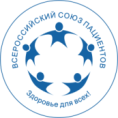 ВСЕРОССИЙСКИЙ СОЮЗ ПАЦИЕНТОВ
Здоровье для всех!